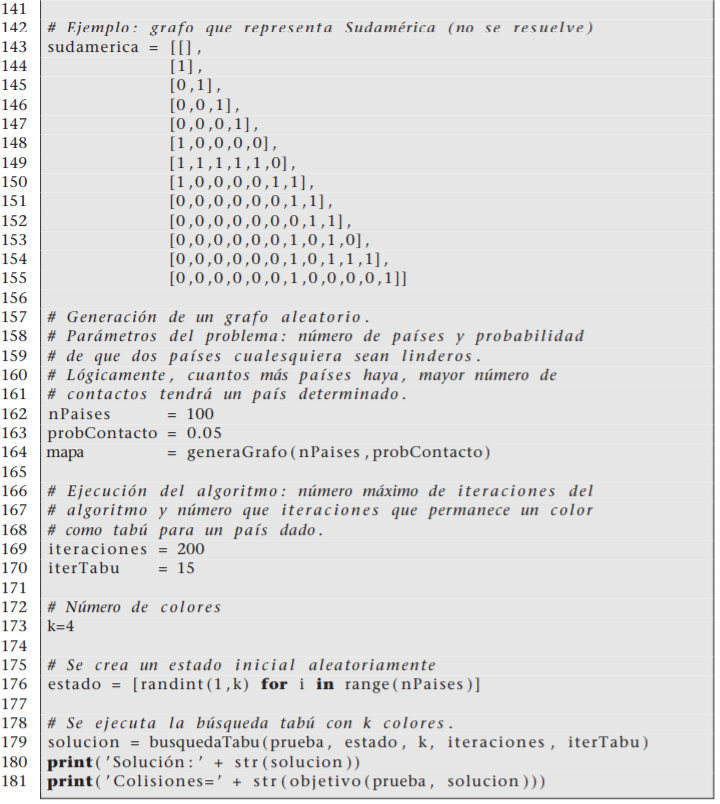 141
142 # Ejemplo: grafo que representa Sudamérica (no se resuelve)
143 sudamerica = [[],
144 [1],
145 [0,1],
146 [0,0,1],
147 [0,0,0,1],
148 [1,0,0,0,0],
149 [1,1,1,1,1,0],
150 [1,0,0,0,0,1,1],
151 [0,0,0,0,0,0,1,1],
152 [0,0,0,0,0,0,0,1,1],
153 [0,0,0,0,0,0,1,0,1,0],
154 [0,0,0,0,0,0,1,0,1,1,1],
155 [0,0,0,0,0,0,1,0,0,0,0,1]]
156
157 # Generación de un grafo aleatorio.
158 # Parámetros del problema: número de países y probabilidad
159 # de que dos países cualesquiera sean linderos.
160 # Lógicamente, cuantos más países haya, mayor número de
161 # contactos tendrá un país determinado.
162 nPaises = 100
163 probContacto = 0.05
164 mapa = generaGrafo(nPaises,probContacto)
165
166 # Ejecución del algoritmo: número máximo de iteraciones del
167 # algoritmo y número que iteraciones que permanece un color
168 # como tabú para un país dado.
169 iteraciones = 200
170 iterTabu = 15
171
172 # Número de colores
173 k=4
174
175 # Se crea un estado inicial aleatoriamente
176 estado = [randint(1,k) for i in range(nPaises)]
177
178 # Se ejecuta la búsqueda tabú con k colores.
179 solucion = busquedaTabu(prueba, estado, k, iteraciones, iterTabu)
180 print('Solución:' + str(solucion))
181 print('Colisiones=' + str(objetivo(prueba, solucion)))